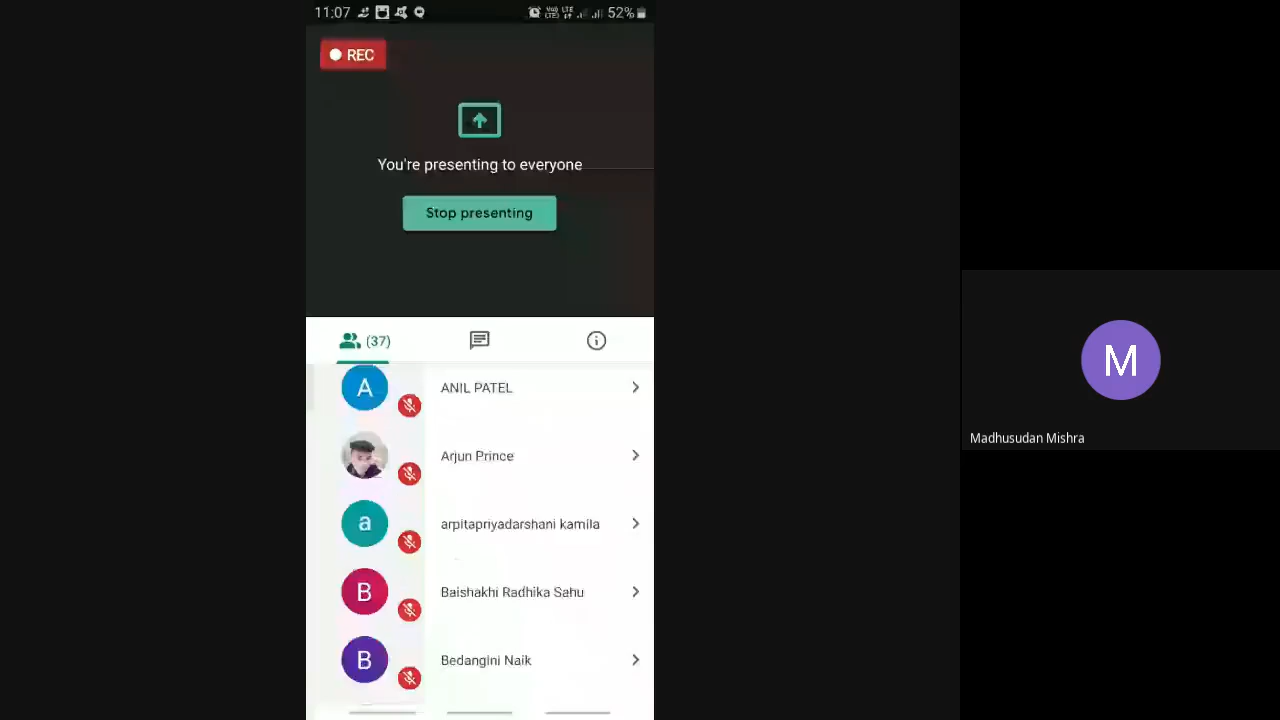 11:07 52%
REC
You're presenting to everyone
Stop presenting
(37)
A ANIL PATEL
Arjun Prince
a arpitapriyadarshani kamila
B Baishakhi Radhika Sahu
B Bedangini Naik
M
Madhusudan Mishra